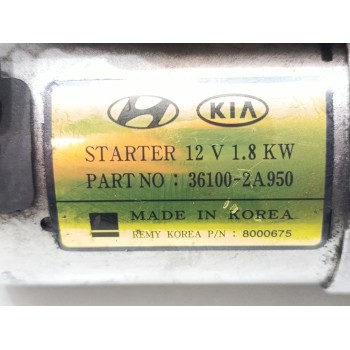 KIA
STARTER 12 V 1.8 KW
PART NO : 36100-2A950
MADE IN KOREA
REMY KOREA P/N : 8000675